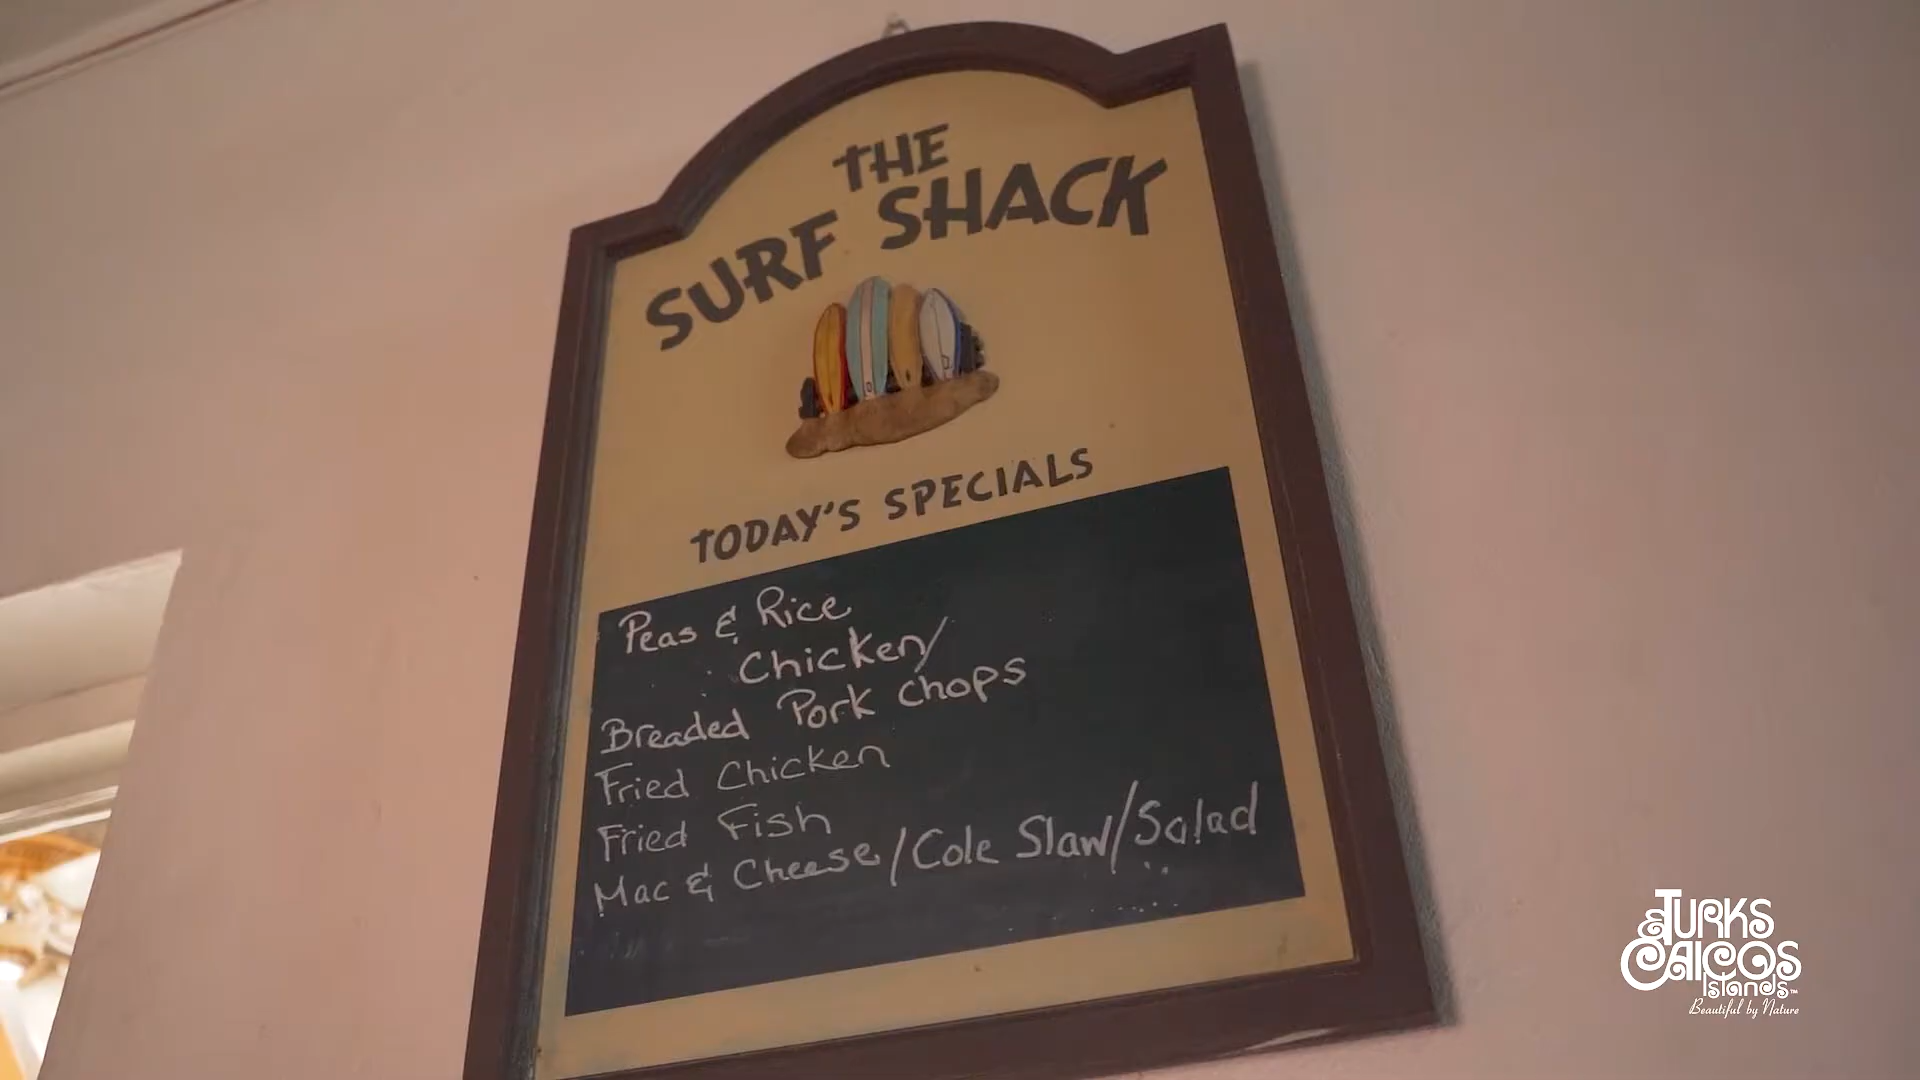 THE
SURF SHACK
TODAY'S SPECIALS
Peas & Rice
Chicken/
Breaded Pork Chops
Fried Chicken
Fried Fish
Mac & Cheese/Cole Slaw/Salad
TURKS
& CAICOS
Islands™
Beautiful by Nature